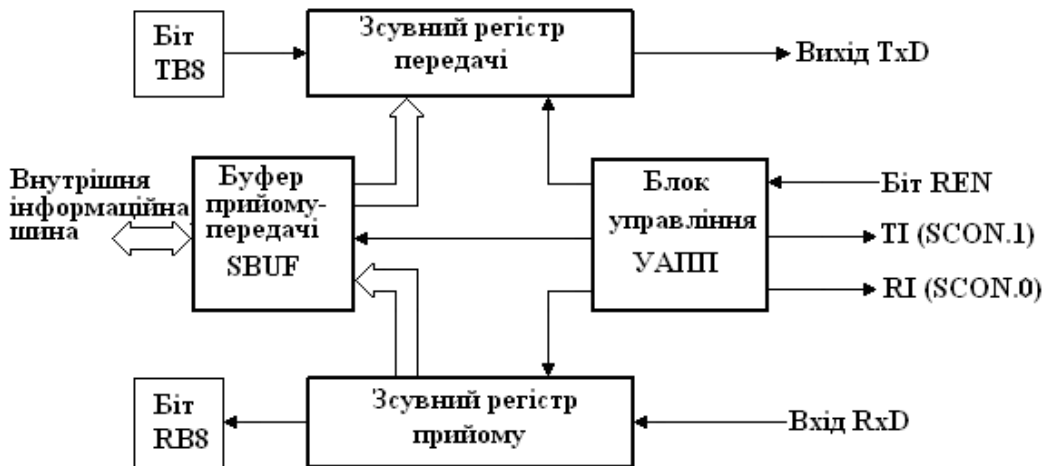 Біт
ТВ8
Зсувний регістр
передачі
Вихід TxD
Внутрішня
інформаційна
шина
Буфер
прийому-
передачі
SBUF
Блок
управління
УАПП
Біт REN
TI (SCON.1)
RI (SCON.0)
Біт
RB8
Зсувний регістр
прийому
Вхід RxD